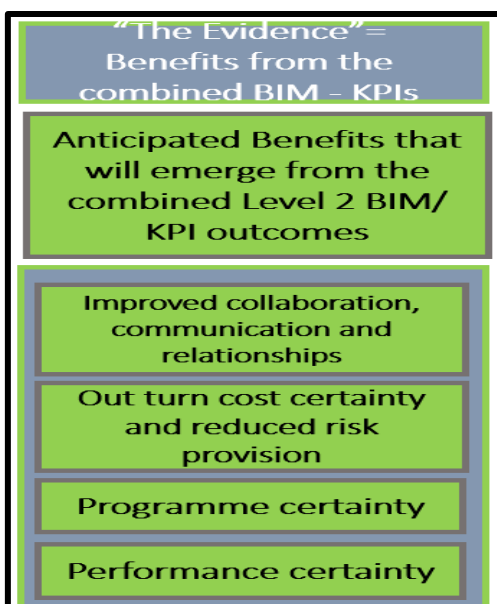 “The Evidence”=
Benefits from the
combined BIM - KPIs
Anticipated Benefits that
will emerge from the
combined Level 2 BIM/
KPI outcomes
Improved collaboration,
communication and
relationships
Out turn cost certainty
and reduced risk
provision
Programme certainty
Performance certainty